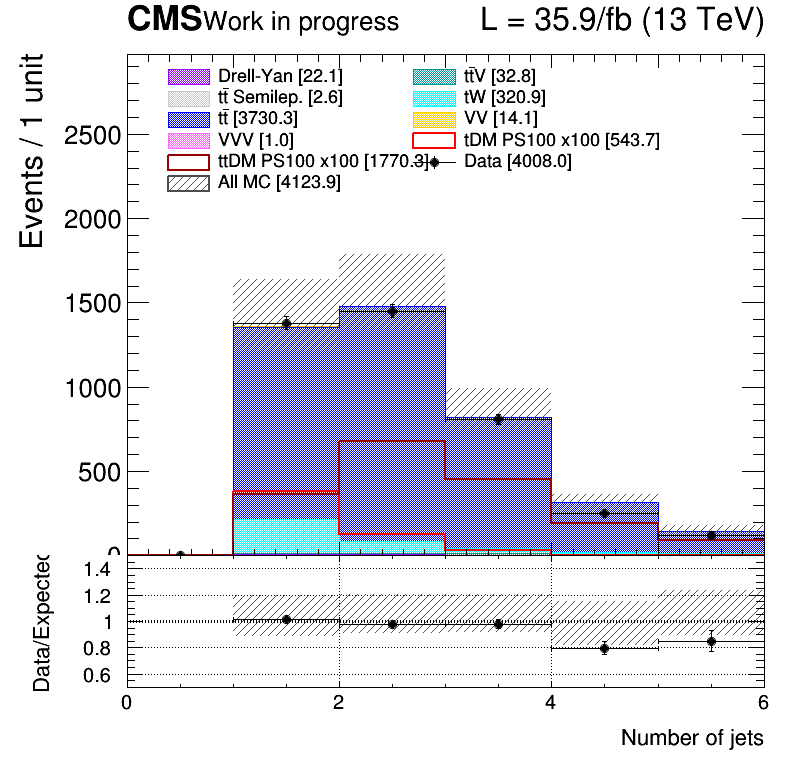 CMS Work in progress L = 35.9/fb (13 TeV)
Events / 1 unit
Drell-Yan [22.1] tt̄V [32.8]
tt̄ Semilep. [2.6] tW [320.9]
tt̄ [3730.3] VV [14.1]
VVV [1.0] tDM PS100 x100 [543.7]
ttDM PS100 x100 [1770.3] Data [4008.0]
All MC [4123.9]
2500
2000
1500
1000
500
0
Data/Expected
1.4
1.2
1
0.8
0.6
0 2 4 6
Number of jets